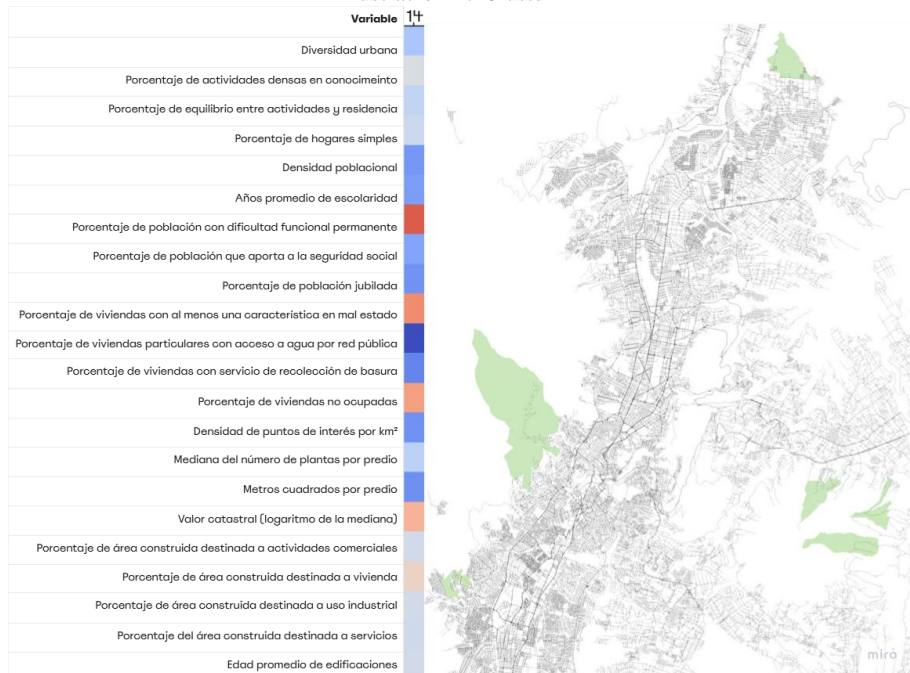 Variable 14
Diversidad urbana
Porcentaje de actividades densas en conocimeinto
Porcentaje de equilibrio entre actividades y residencia
Porcentaje de hogares simples
Densidad poblacional
Años promedio de escolaridad
Porcentaje de población con dificultad funcional permanente
Porcentaje de población que aporta a la seguridad social
Porcentaje de población jubilada
Porcentaje de viviendas con al menos una característica en mal estado
Porcentaje de viviendas particulares con acceso a agua por red pública
Porcentaje de viviendas con servicio de recolección de basura
Porcentaje de viviendas no ocupadas
Densidad de puntos de interés por km²
Mediana del número de plantas por predio
Metros cuadrados por predio
Valor catastral (logaritmo de la mediana)
Porcentaje de área construida destinada a actividades comerciales
Porcentaje de área construida destinada a vivienda
Porcentaje de área construida destinada a uso industrial
Porcentaje del área construida destinada a servicios
Edad promedio de edificaciones
miro